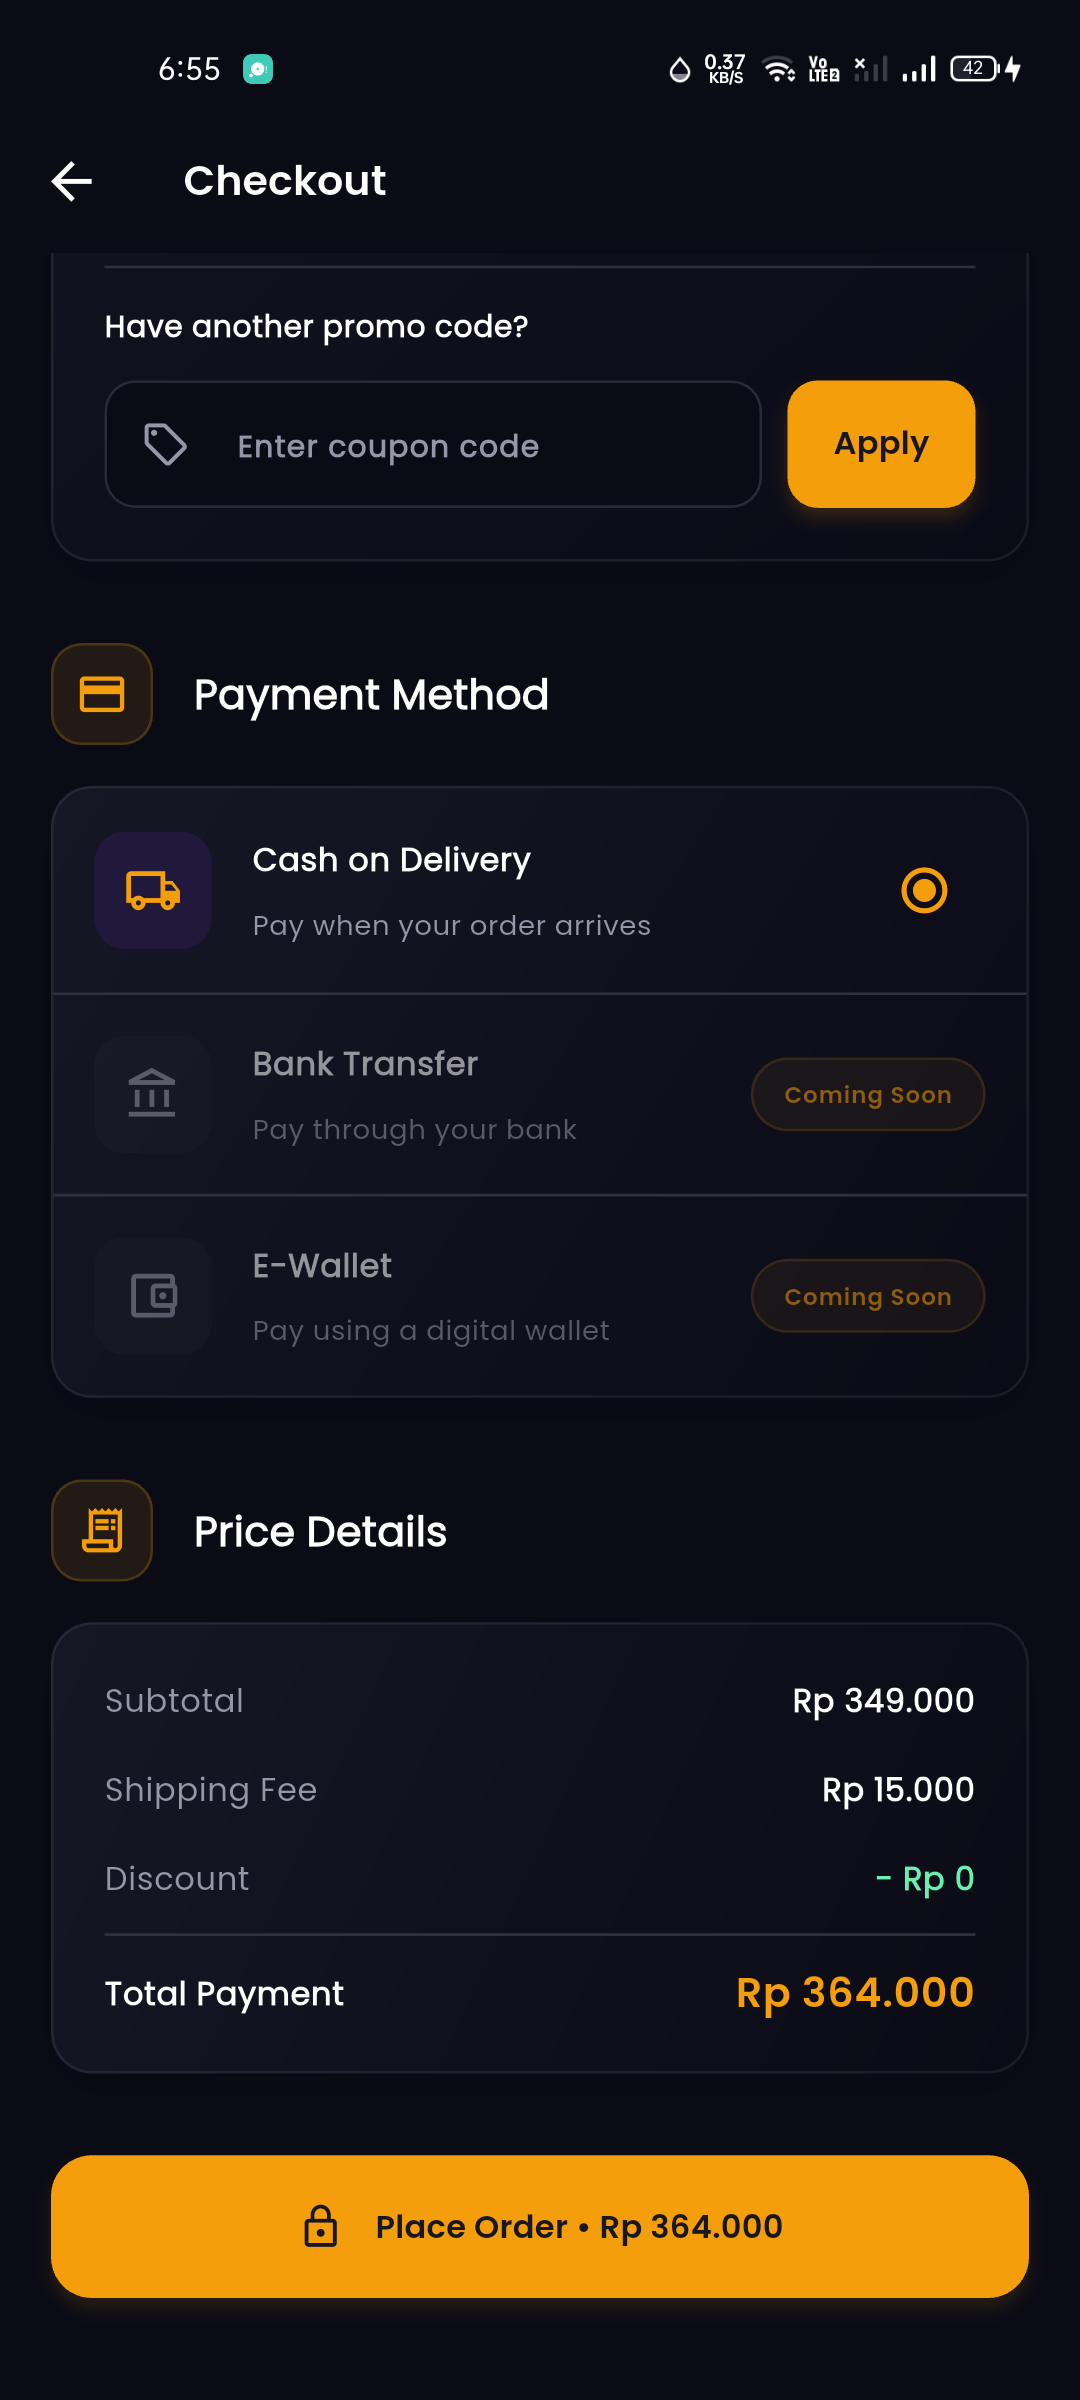 6:55
0.37
KB/S
Vo
LTE 2
42
Checkout
Have another promo code?
Enter coupon code
Apply
Payment Method
Cash on Delivery
Pay when your order arrives
Bank Transfer
Pay through your bank
Coming Soon
E-Wallet
Pay using a digital wallet
Coming Soon
Price Details
Subtotal
Rp 349.000
Shipping Fee
Rp 15.000
Discount
- Rp 0
Total Payment
Rp 364.000
Place Order • Rp 364.000